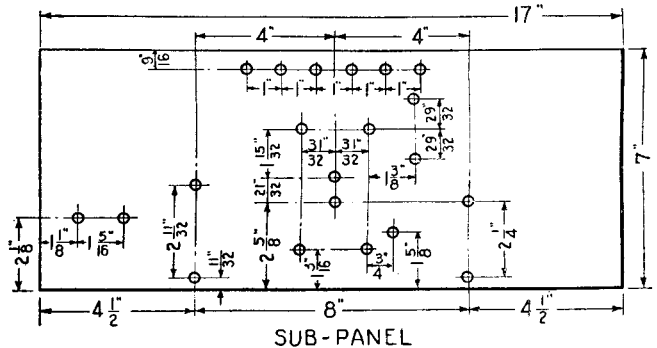 17"
4" 4"
9/16"
1" 1" 1" 1" 1"
29/32"
1 15/32" 31/32" 31/32" 29/32"
1 3/8"
21/32"
7"
2 1/8" 1 1/8" 1 5/16" 2 11/32" 11/32" 2 5/8" 1 3/16" 3/4" 1 5/8" 2 1/4"
4 1/2" 8" 4 1/2"
SUB-PANEL